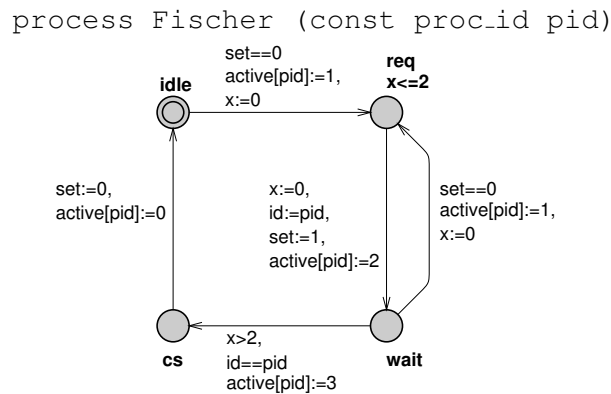 process Fischer (const proc_id pid)
set==0
active[pid]:=1,
x:=0
idle
req
x<=2
set:=0,
active[pid]:=0
x:=0,
id:=pid,
set:=1,
active[pid]:=2
set==0
active[pid]:=1,
x:=0
cs
x>2,
id==pid
active[pid]:=3
wait